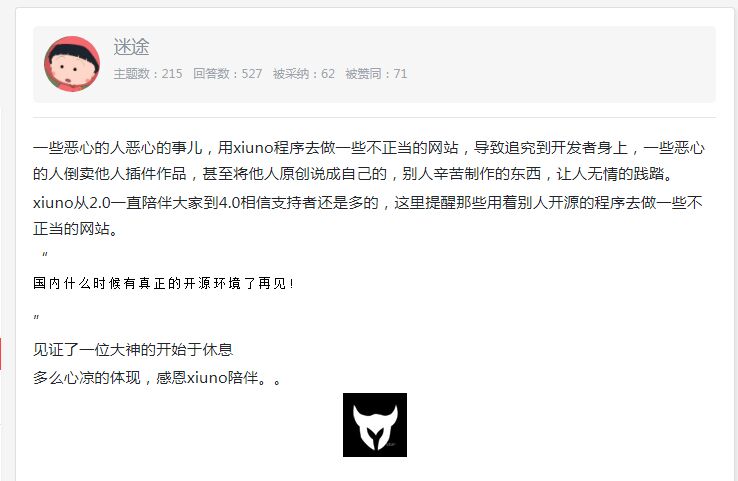 迷途
主题数：215 回答数：527 被采纳：62 被赞同：71
一些恶心的人恶心的事儿，用xiuno程序去做一些不正当的网站，导致追究到开发者身上，一些恶心
的人倒卖他人插件作品，甚至将他人原创说成自己的，别人辛苦制作的东西，让人无情的践踏。
xiuno从2.0一直陪伴大家到4.0相信支持者还是多的，这里提醒那些用着别人开源的程序去做一些不
正当的网站。
“
国内什么时候有真正的开源环境了再见！
”
见证了一位大神的开始于休息
多么心凉的体现，感恩xiuno陪伴。。